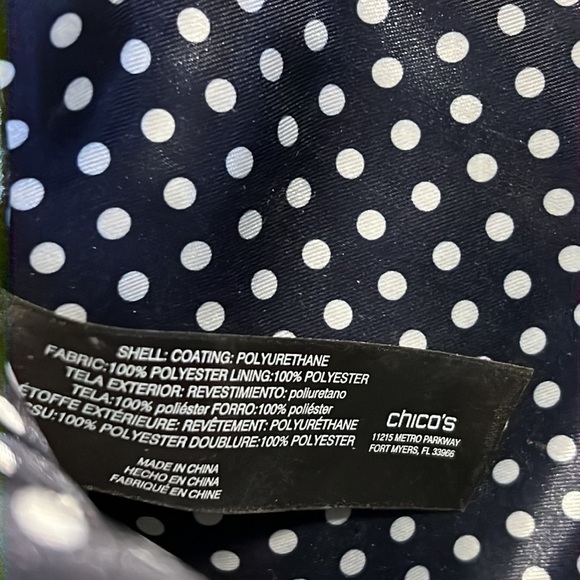 SHELL: COATING: POLYURETHANE
FABRIC:100% POLYESTER LINING:100% POLYESTER
TELA EXTERIOR: REVESTIMIENTO: poliuretano
TELA:100% poliéster FORRO:100% poliéster
ÉTOFFE EXTÉRIEURE: REVÊTEMENT: POLYURÉTHANE
SU:100% POLYESTER DOUBLURE:100% POLYESTER
MADE IN CHINA
HECHO EN CHINA
FABRIQUÉ EN CHINE
chico's
11215 METRO PARKWAY
FORT MYERS, FL 33966